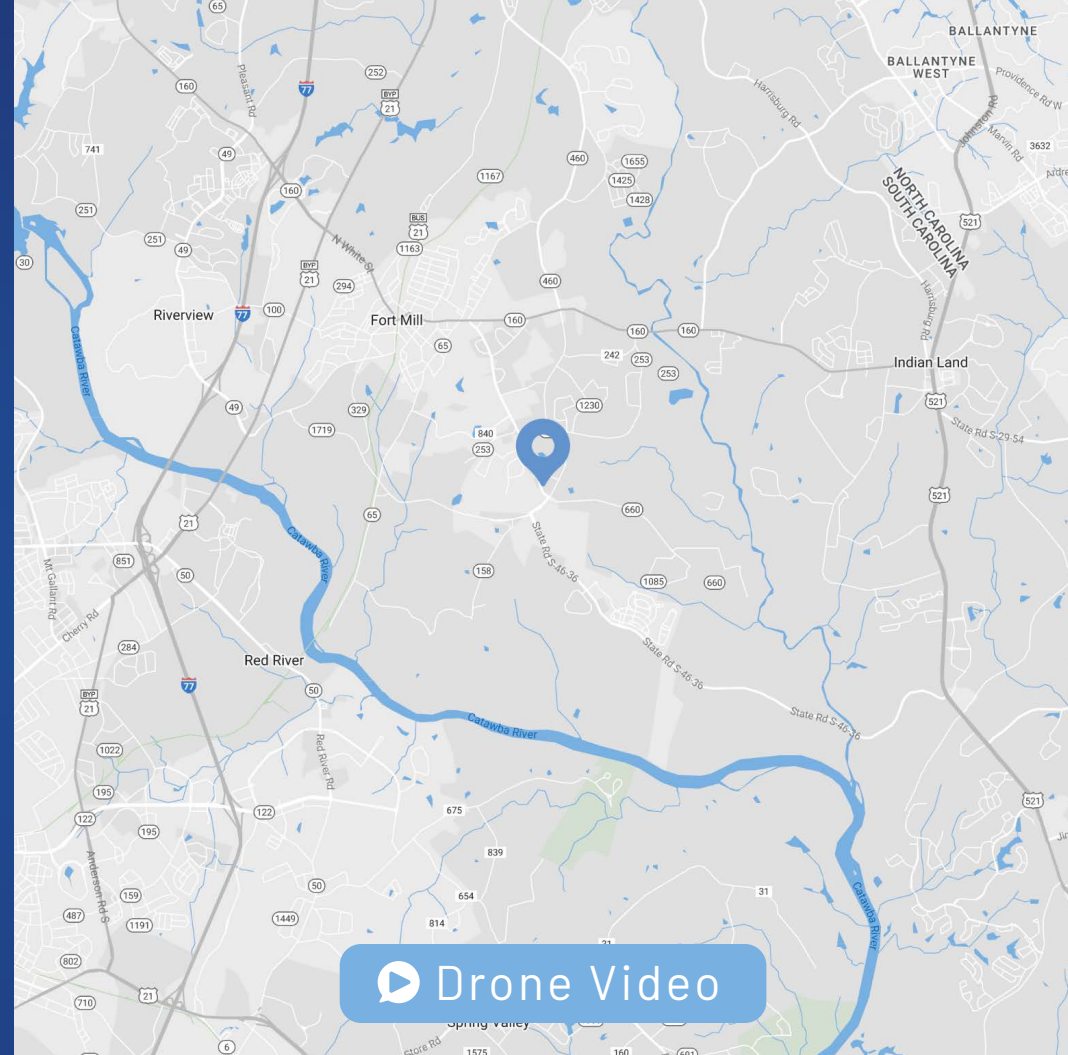 65
BALLANTYNE
BALLANTYNE
WEST
Providence Rd W
252
77
160
BYP
21
Pleasant Rd
Harrisburg Rd
Johnston Rd
Marvin Rd
3632
741
49
460
1655
1167
1425
160
1428
NORTH CAROLINA
SOUTH CAROLINA
251
BUS
21
521
251
49
1163
N White St
30
BYP
21
294
460
Riverview
77
100
Fort Mill
160
160
160
Harrisburg Rd
Catawba River
65
242
253
253
Indian Land
49
329
1230
521
1719
840
253
State Rd S-29-54
521
65
660
21
Catawba River
State Rd S-46-36
851
50
158
1085
660
Mt Gallant Rd
Cherry Rd
284
Red River
State Rd S-46-36
77
50
BYP
21
State Rd S-46-36
Catawba River
Red River Rd
1022
195
521
122
122
675
195
839
Anderson Rd S
50
159
654
31
487
1191
1449
814
Catawba River
21
802
Drone Video
710
21
Spring Valley
6
Store Rd
1575
160
691